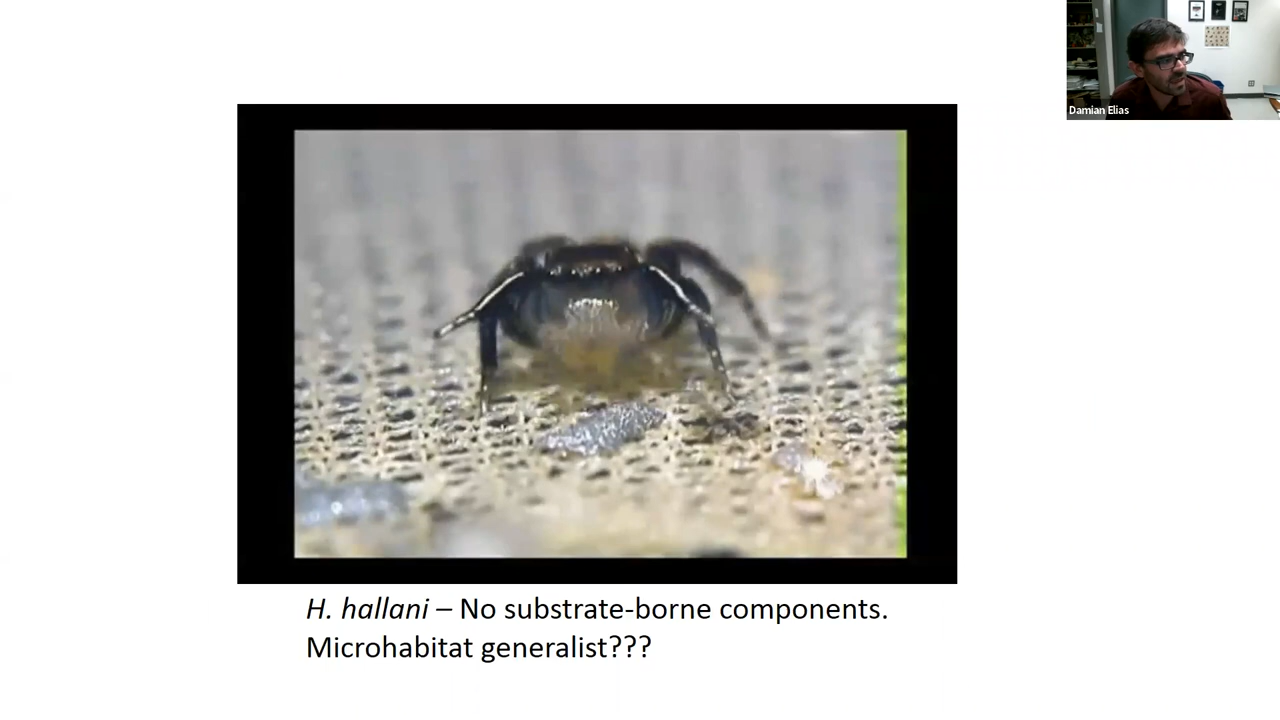 Damian Elias
H. hallani – No substrate-borne components.
Microhabitat generalist???